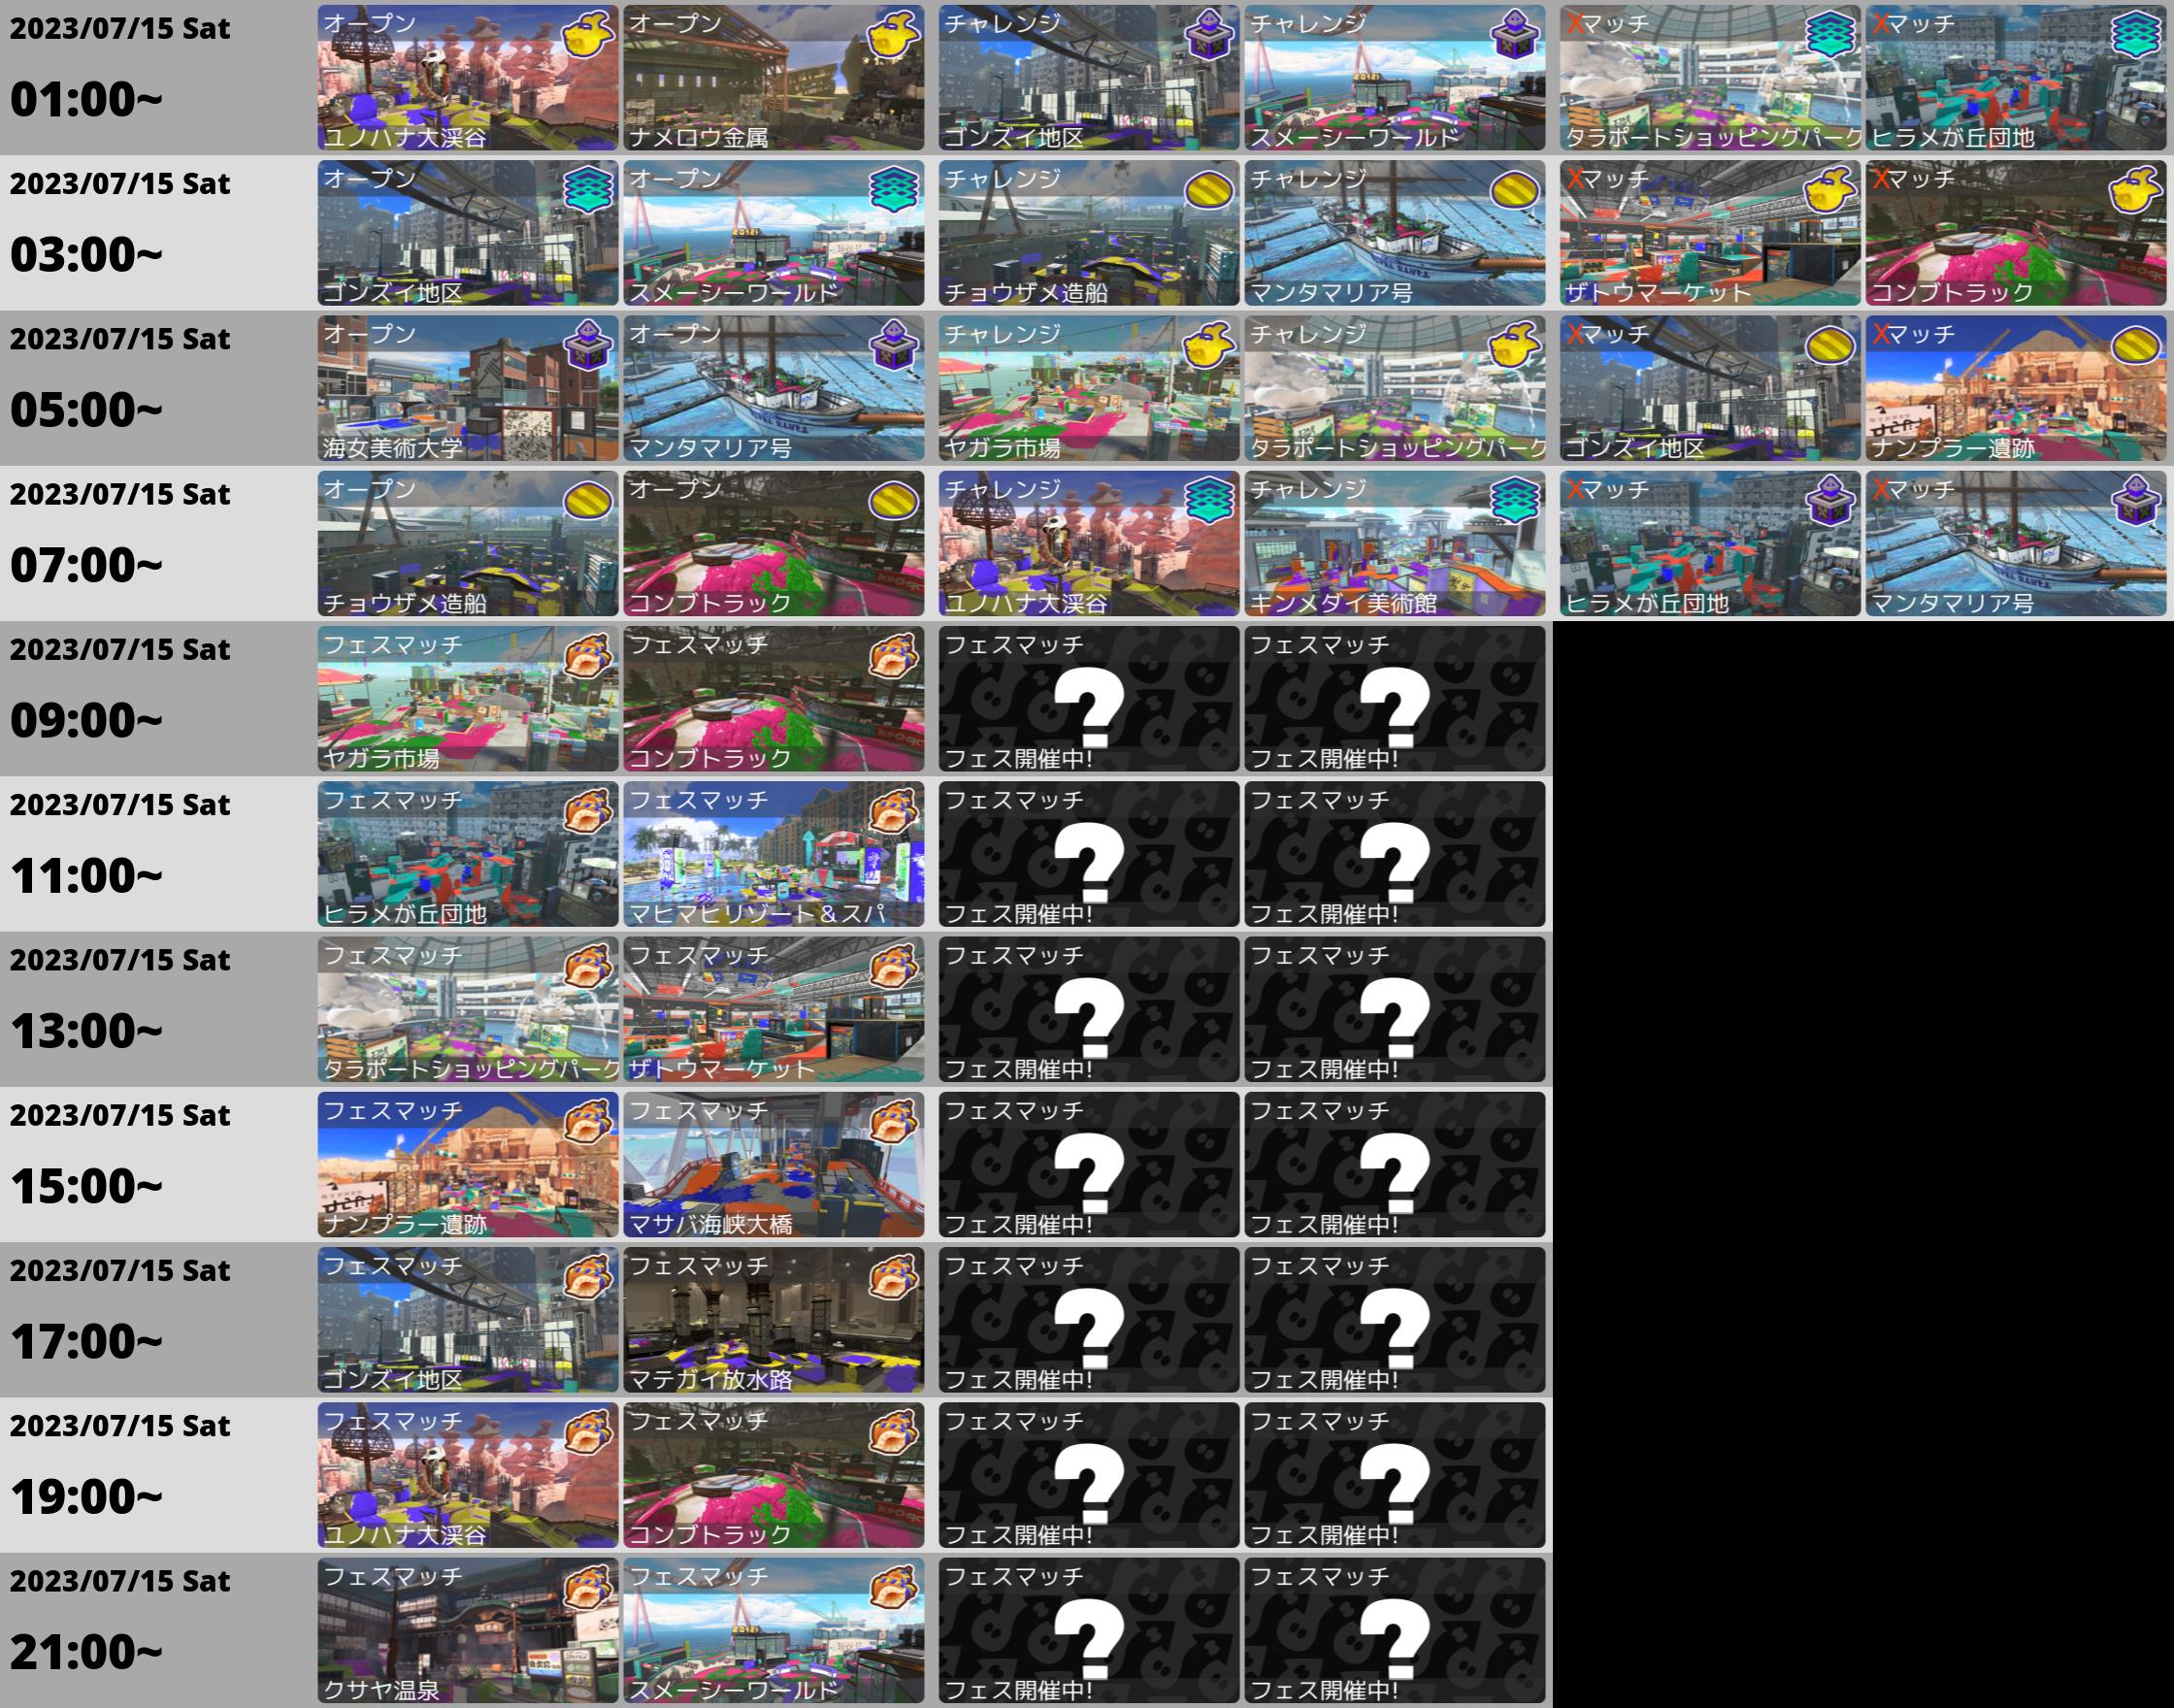 2023/07/15 Sat
01:00~
オープン
ユノハナ大渓谷
オープン
ナメロウ金属
チャレンジ
ゴンズイ地区
チャレンジ
スメーシーワールド
Xマッチ
タラポートショッピングパーク
Xマッチ
ヒラメが丘団地
2023/07/15 Sat
03:00~
オープン
ゴンズイ地区
オープン
スメーシーワールド
チャレンジ
チョウザメ造船
チャレンジ
マンタマリア号
Xマッチ
ザトウマーケット
Xマッチ
コンブトラック
2023/07/15 Sat
05:00~
オープン
海女美術大学
オープン
マンタマリア号
チャレンジ
ヤガラ市場
チャレンジ
タラポートショッピングパーク
Xマッチ
ゴンズイ地区
Xマッチ
ナンプラー遺跡
2023/07/15 Sat
07:00~
オープン
チョウザメ造船
オープン
コンブトラック
チャレンジ
ユノハナ大渓谷
チャレンジ
キンメダイ美術館
Xマッチ
ヒラメが丘団地
Xマッチ
マンタマリア号
2023/07/15 Sat
09:00~
フェスマッチ
ヤガラ市場
フェスマッチ
コンブトラック
フェスマッチ
?
フェス開催中!
フェスマッチ
?
フェス開催中!
2023/07/15 Sat
11:00~
フェスマッチ
ヒラメが丘団地
フェスマッチ
マヒマヒリゾート&スパ
フェスマッチ
?
フェス開催中!
フェスマッチ
?
フェス開催中!
2023/07/15 Sat
13:00~
フェスマッチ
タラポートショッピングパーク
フェスマッチ
ザトウマーケット
フェスマッチ
?
フェス開催中!
フェスマッチ
?
フェス開催中!
2023/07/15 Sat
15:00~
フェスマッチ
ナンプラー遺跡
フェスマッチ
マサバ海峡大橋
フェスマッチ
?
フェス開催中!
フェスマッチ
?
フェス開催中!
2023/07/15 Sat
17:00~
フェスマッチ
ゴンズイ地区
フェスマッチ
マテガイ放水路
フェスマッチ
?
フェス開催中!
フェスマッチ
?
フェス開催中!
2023/07/15 Sat
19:00~
フェスマッチ
ユノハナ大渓谷
フェスマッチ
コンブトラック
フェスマッチ
?
フェス開催中!
フェスマッチ
?
フェス開催中!
2023/07/15 Sat
21:00~
フェスマッチ
クサヤ温泉
フェスマッチ
スメーシーワールド
フェスマッチ
?
フェス開催中!
フェスマッチ
?
フェス開催中!